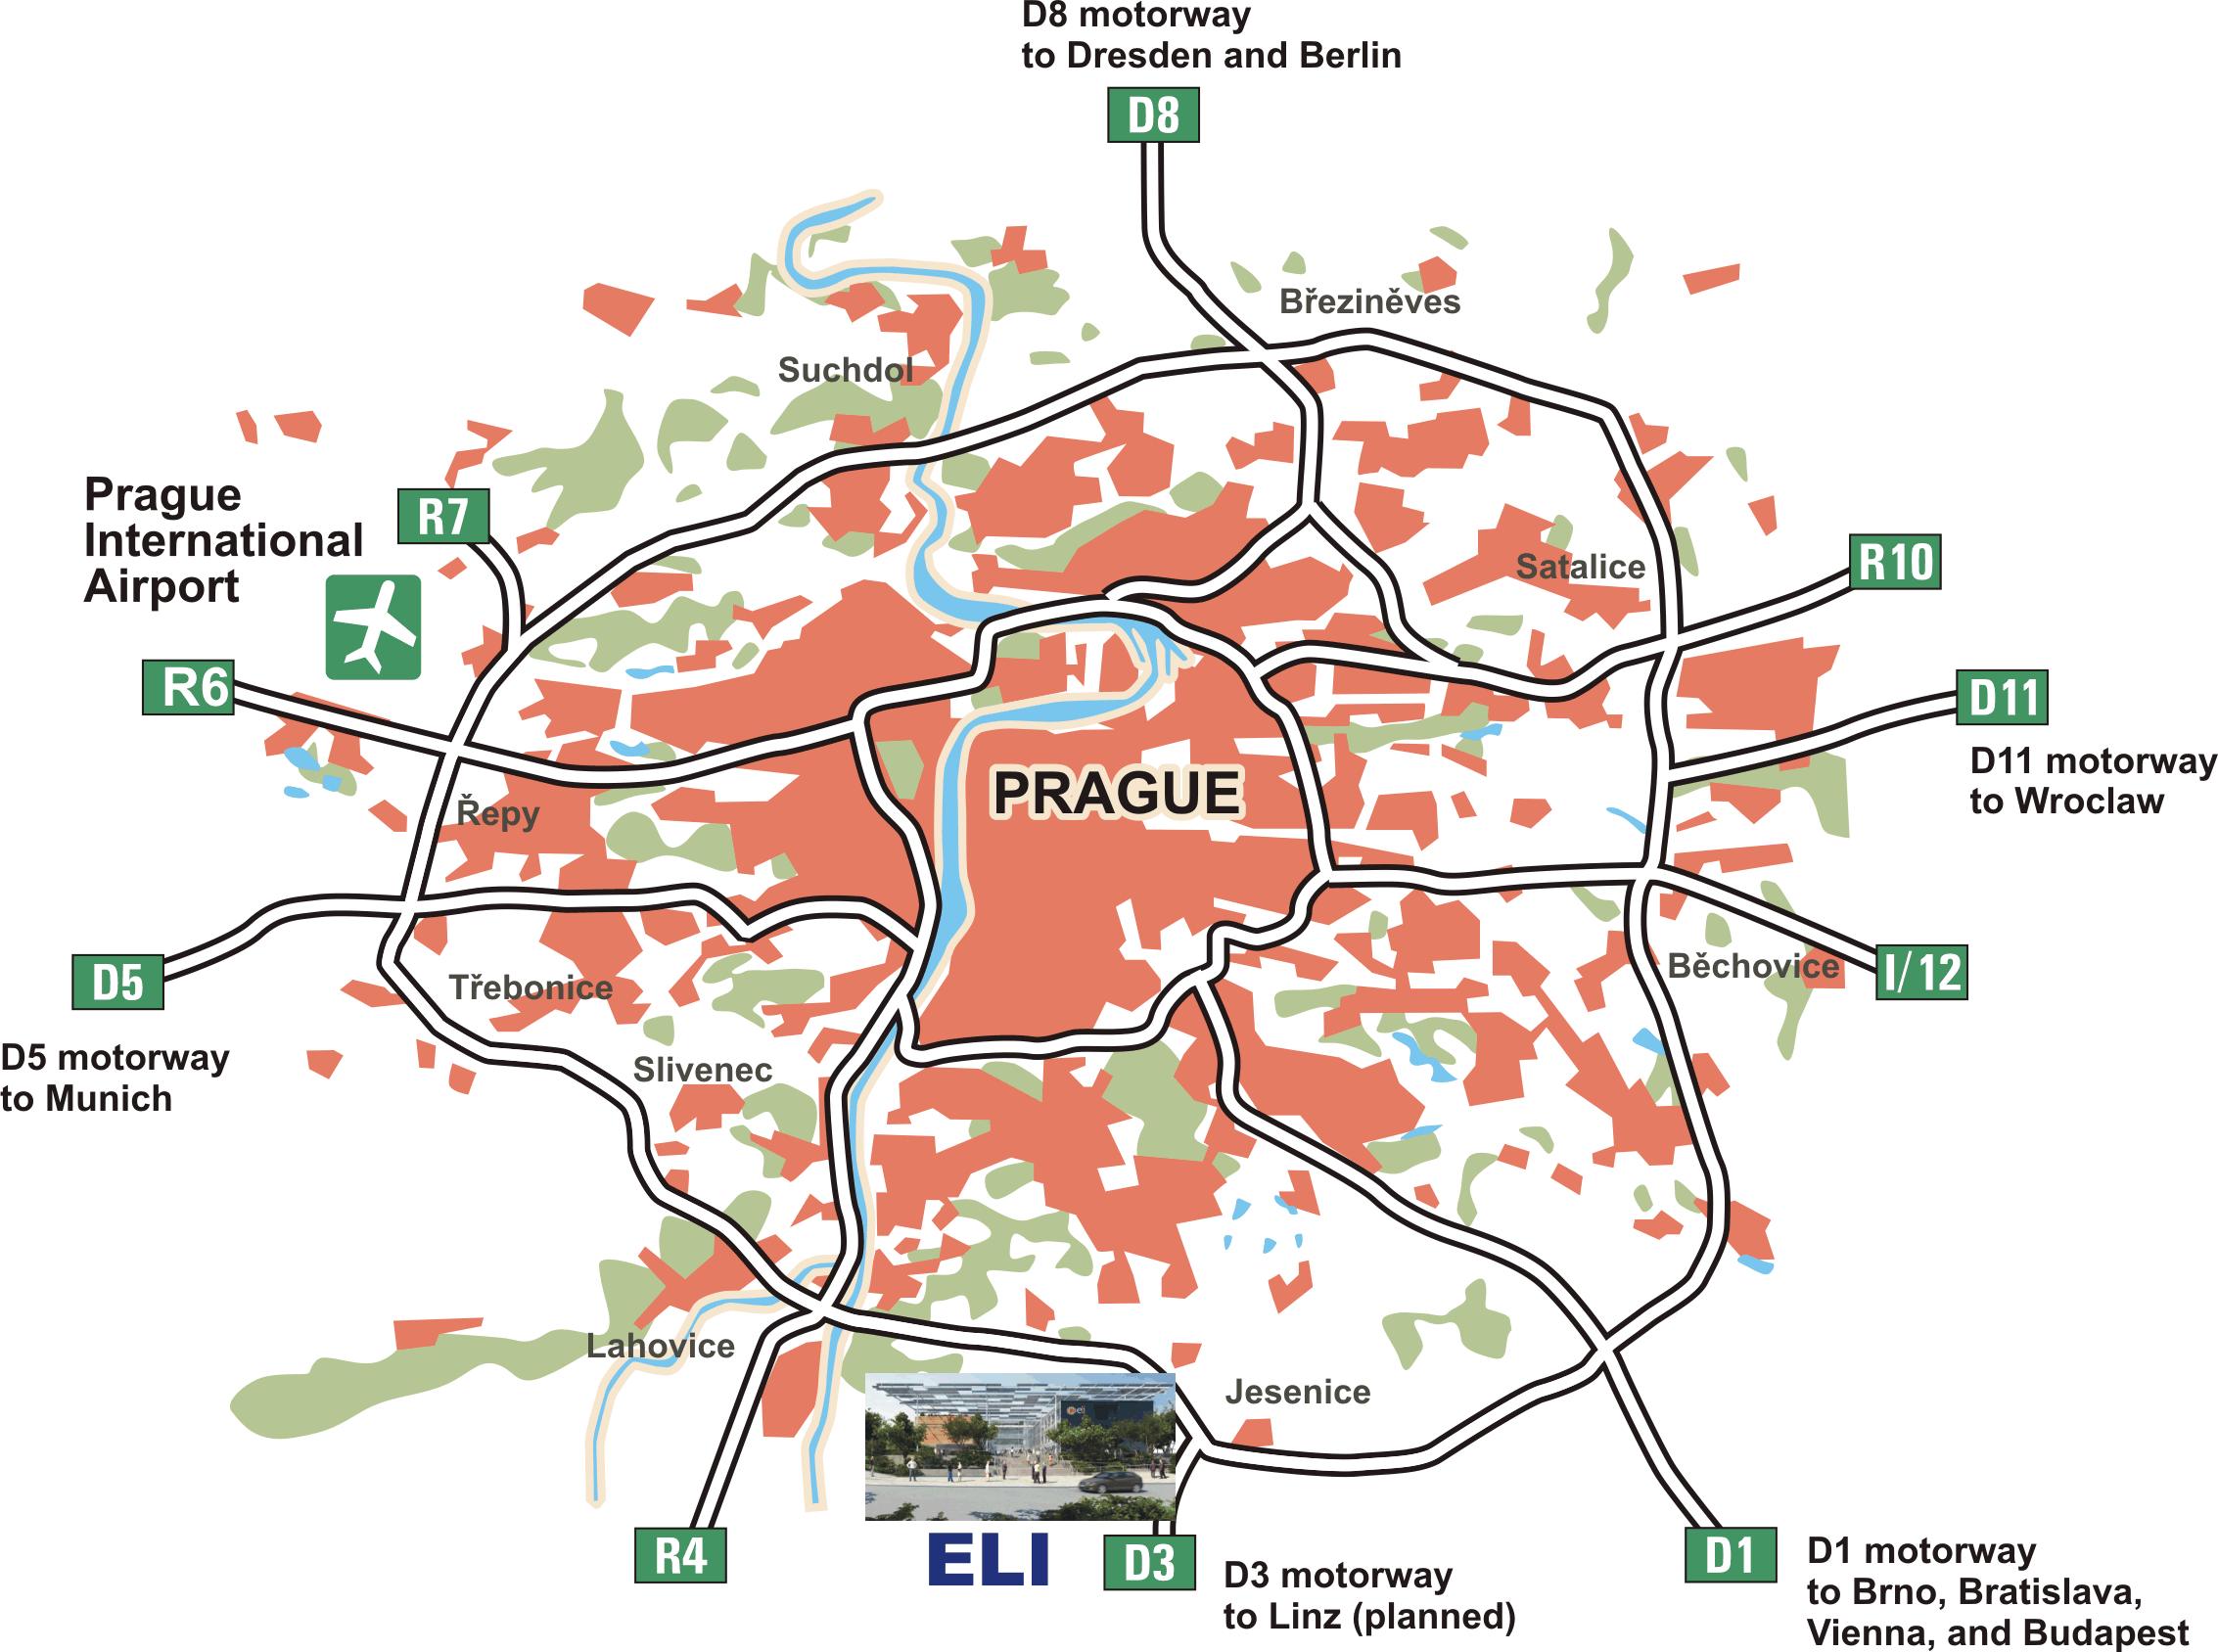 D8 motorway
to Dresden and Berlin
D8
Březiněves
Suchdol
Prague
International
Airport
R7
R10
Satalice
R6
D11
D11 motorway
to Wroclaw
PRAGUE
Řepy
D5
D5 motorway
to Munich
Třebonice
Běchovice
I/12
Slivenec
Lahovice
Jesenice
R4
ELI
D3
D3 motorway
to Linz (planned)
D1
D1 motorway
to Brno, Bratislava,
Vienna, and Budapest